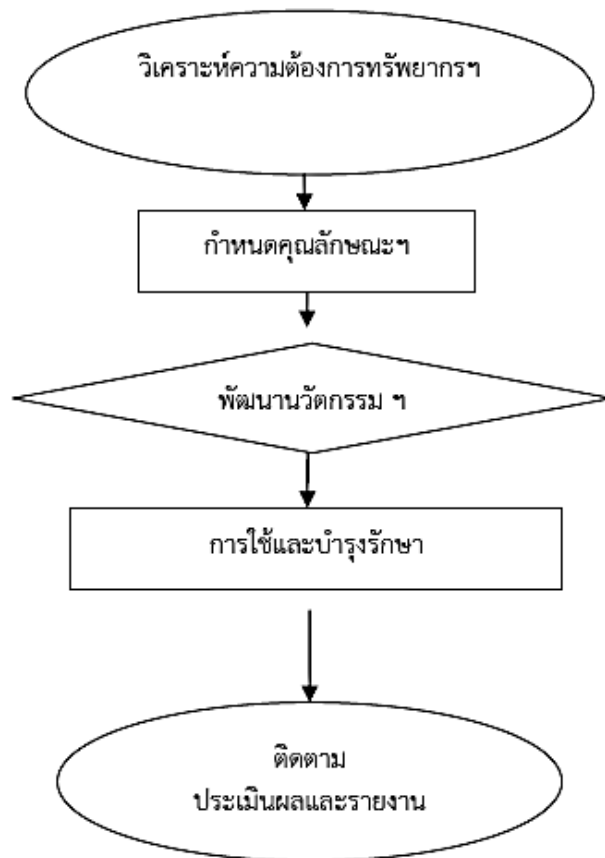 วิเคราะห์ความต้องการทรัพยากรฯ
กำหนดคุณลักษณะฯ
พัฒนานวัตกรรม ฯ
การใช้และบำรุงรักษา
ติดตาม
ประเมินผลและรายงาน